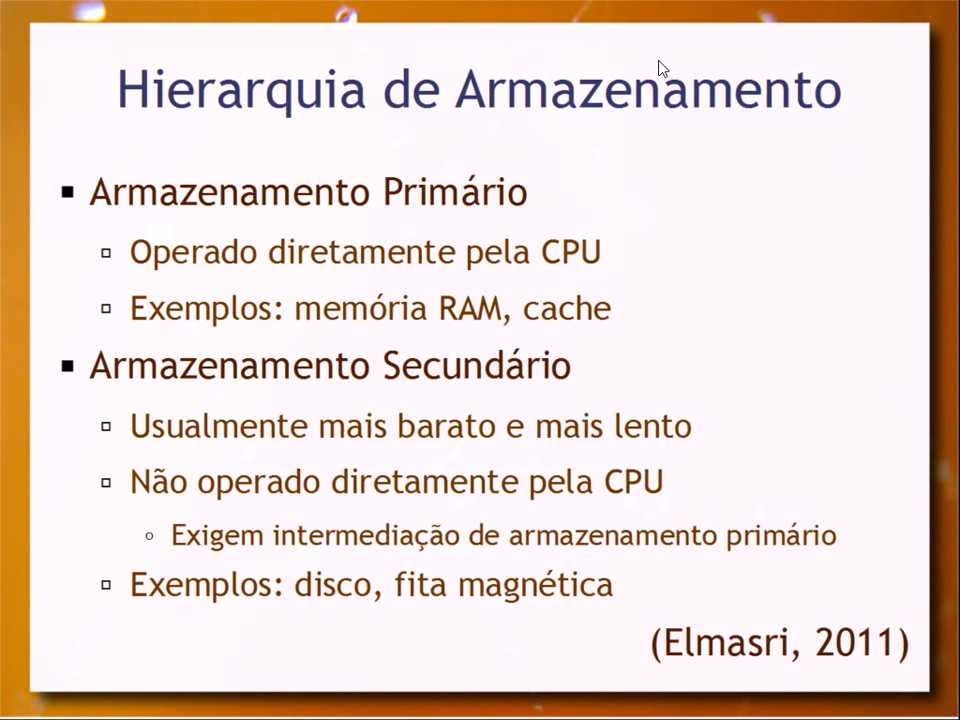 Hierarquia de Armazenamento
Armazenamento Primário
Operado diretamente pela CPU
Exemplos: memória RAM, cache
Armazenamento Secundário
Usualmente mais barato e mais lento
Não operado diretamente pela CPU
Exigem intermediação de armazenamento primário
Exemplos: disco, fita magnética
(Elmasri, 2011)